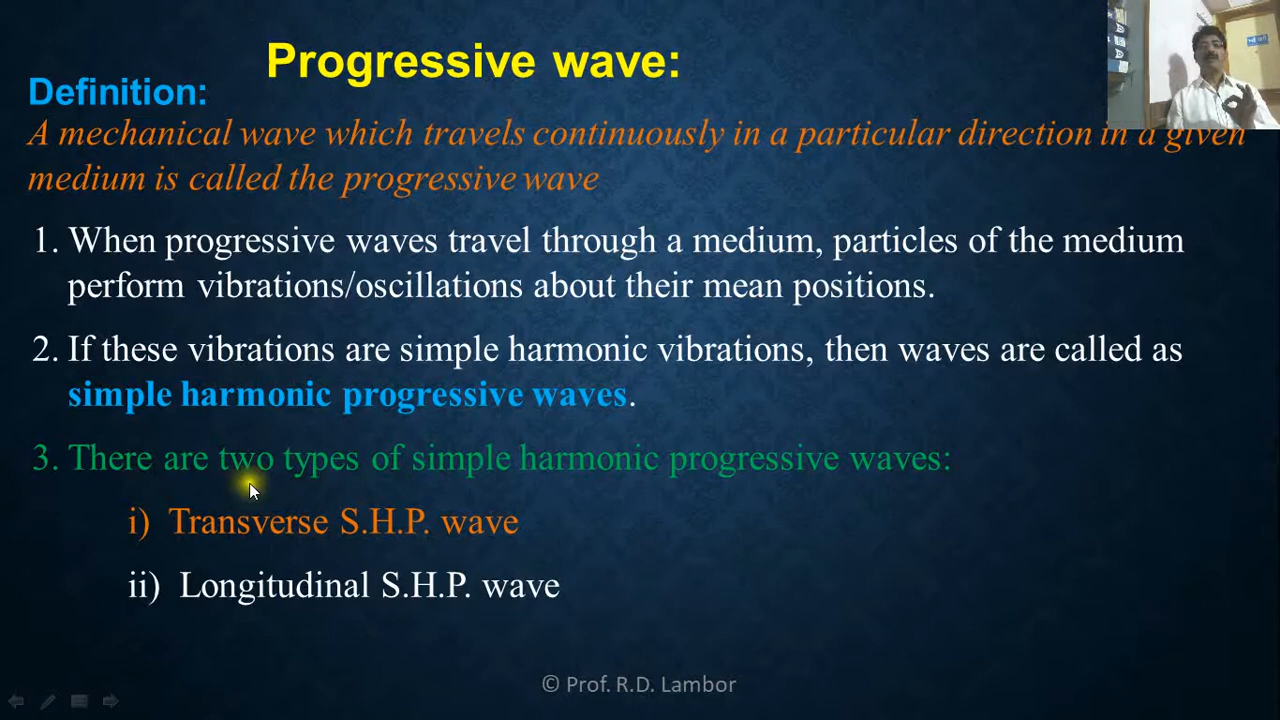 Progressive wave:
Definition:
A mechanical wave which travels continuously in a particular direction in a given
medium is called the progressive wave
1. When progressive waves travel through a medium, particles of the medium
perform vibrations/oscillations about their mean positions.
2. If these vibrations are simple harmonic vibrations, then waves are called as
simple harmonic progressive waves.
3. There are two types of simple harmonic progressive waves:
i) Transverse S.H.P. wave
ii) Longitudinal S.H.P. wave
© Prof. R.D. Lambor